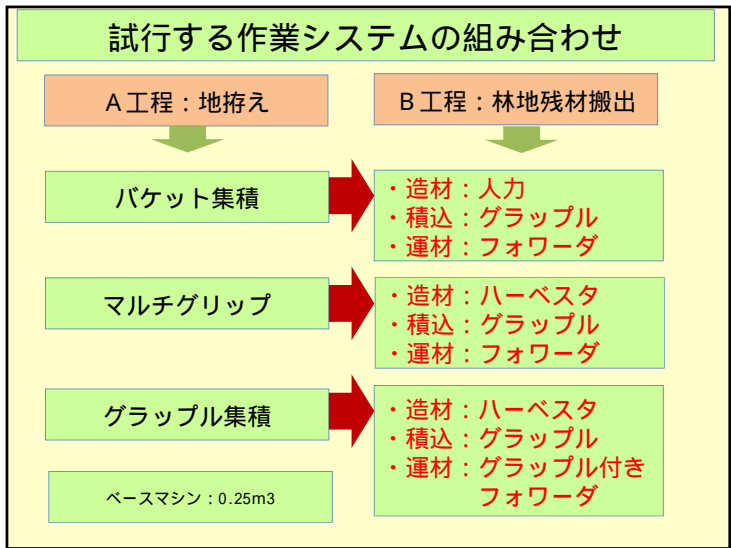 試行する作業システムの組み合わせ
A工程：地拵え
B工程：林地残材搬出
バケット集積
・造材：人力
・積込：グラップル
・運材：フォワーダ
マルチグリップ
・造材：ハーベスタ
・積込：グラップル
・運材：フォワーダ
グラップル集積
・造材：ハーベスタ
・積込：グラップル
・運材：グラップル付き
フォワーダ
ベースマシン：0.25m3